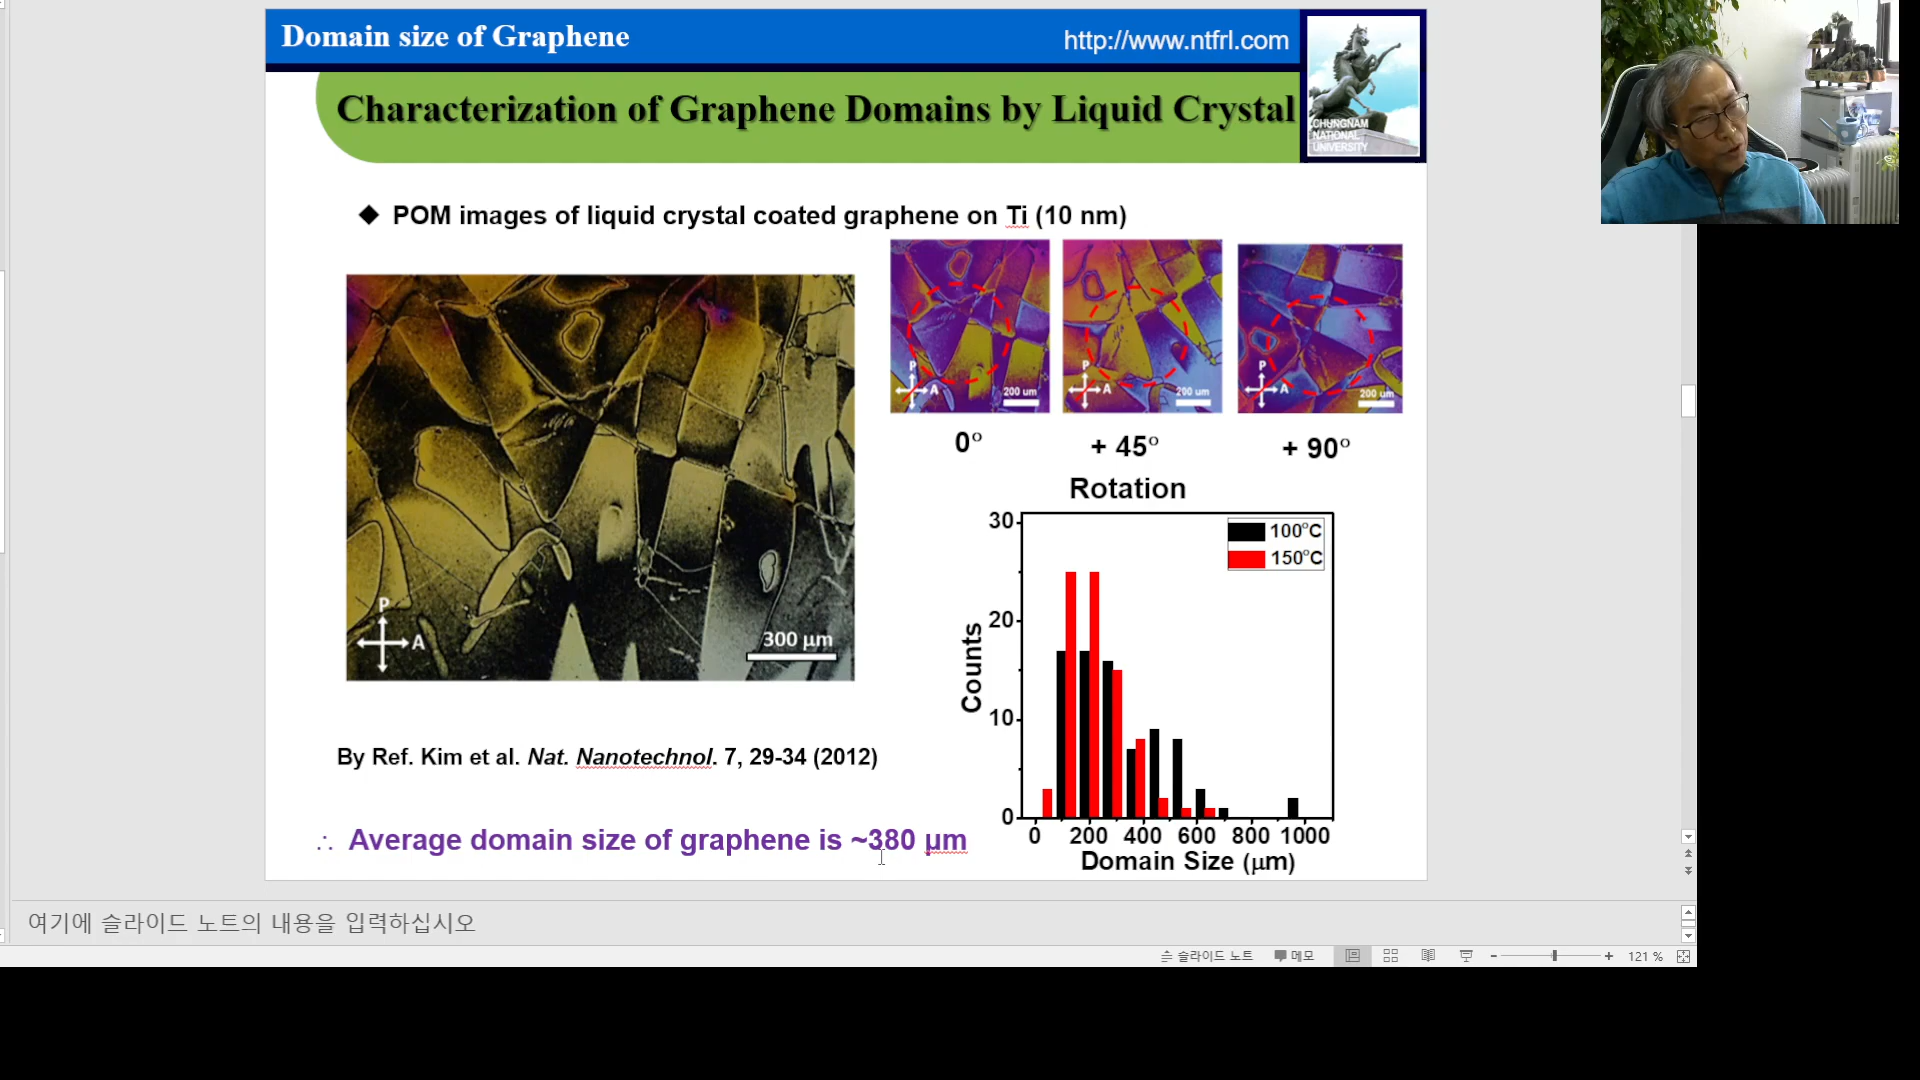 Domain size of Graphene
http://www.ntfrl.com
CHUNGNAM
NATIONAL
UNIVERSITY
Characterization of Graphene Domains by Liquid Crystal
◆ POM images of liquid crystal coated graphene on Ti (10 nm)
P
A
300 µm
P
A
200 um
P
A
200 um
P
A
200 um
0°
+ 45°
+ 90°
Rotation
30
20
10
0
Counts
100°C
150°C
0 200 400 600 800 1000
Domain Size (µm)
By Ref. Kim et al. Nat. Nanotechnol. 7, 29-34 (2012)
∴ Average domain size of graphene is ~380 µm
여기에 슬라이드 노트의 내용을 입력하십시오
슬라이드 노트
메모
121 %